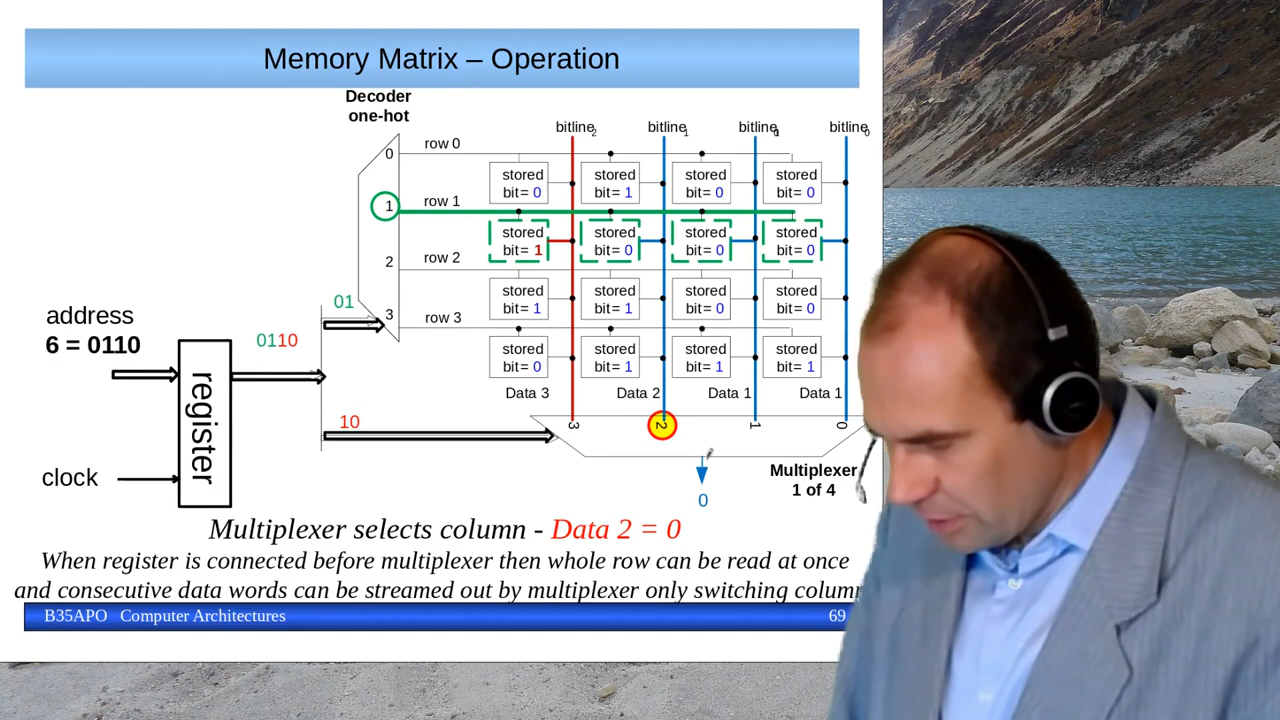 Memory Matrix – Operation
Decoder
one-hot
bitline2
bitline1
bitline
bitline0
0
row 0
stored
bit= 0
stored
bit= 1
stored
bit= 0
stored
bit= 0
1
row 1
stored
bit= 1
stored
bit= 0
stored
bit= 0
stored
bit= 0
2
row 2
stored
bit= 1
stored
bit= 1
stored
bit= 0
stored
bit= 0
3
row 3
stored
bit= 0
stored
bit= 1
stored
bit= 1
stored
bit= 1
01
address
6 = 0110
0110
register
clock
10
Data 3
Data 2
Data 1
Data 1
3
2
1
0
Multiplexer
1 of 4
0
Multiplexer selects column - Data 2 = 0
When register is connected before multiplexer then whole row can be read at once
and consecutive data words can be streamed out by multiplexer only switching
B35APO Computer Architectures
69